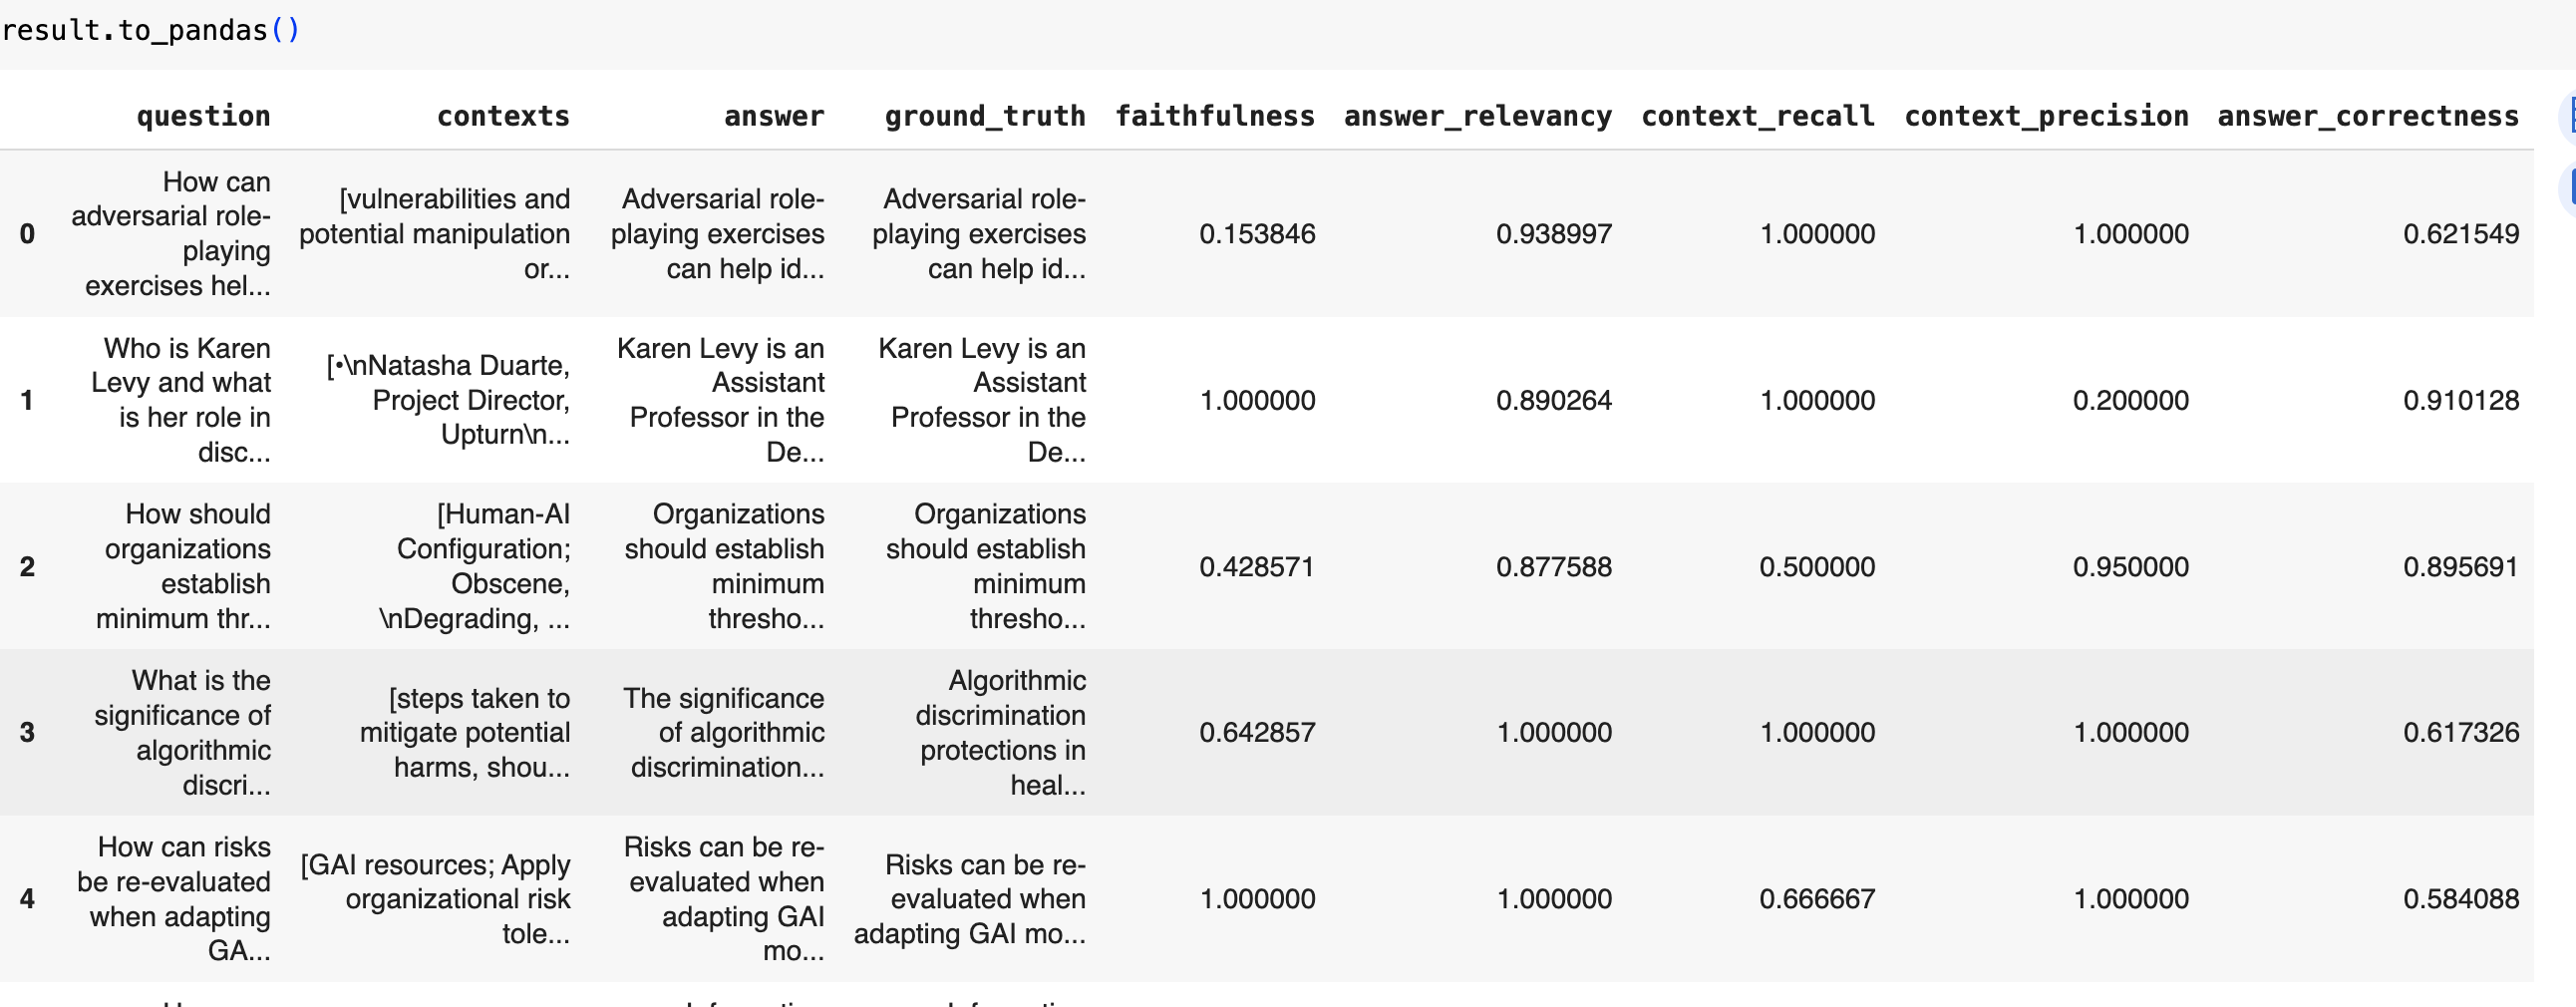 result.to_pandas()
question contexts answer ground_truth faithfulness answer_relevancy context_recall context_precision answer_correctness
0 How can adversarial role-playing exercises hel... [vulnerabilities and potential manipulation or... Adversarial role-playing exercises can help id... Adversarial role-playing exercises can help id... 0.153846 0.938997 1.000000 1.000000 0.621549
1 Who is Karen Levy and what is her role in disc... [•\nNatasha Duarte, Project Director, Upturn\n... Karen Levy is an Assistant Professor in the De... Karen Levy is an Assistant Professor in the De... 1.000000 0.890264 1.000000 0.200000 0.910128
2 How should organizations establish minimum thr... [Human-AI Configuration; Obscene, \nDegrading, ... Organizations should establish minimum thresho... Organizations should establish minimum thresho... 0.428571 0.877588 0.500000 0.950000 0.895691
3 What is the significance of algorithmic discri... [steps taken to mitigate potential harms, shou... The significance of algorithmic discrimination... Algorithmic discrimination protections in heal... 0.642857 1.000000 1.000000 1.000000 0.617326
4 How can risks be re-evaluated when adapting GA... [GAI resources; Apply organizational risk tole... Risks can be re-evaluated when adapting GAI mo... Risks can be re-evaluated when adapting GAI mo... 1.000000 1.000000 0.666667 1.000000 0.584088